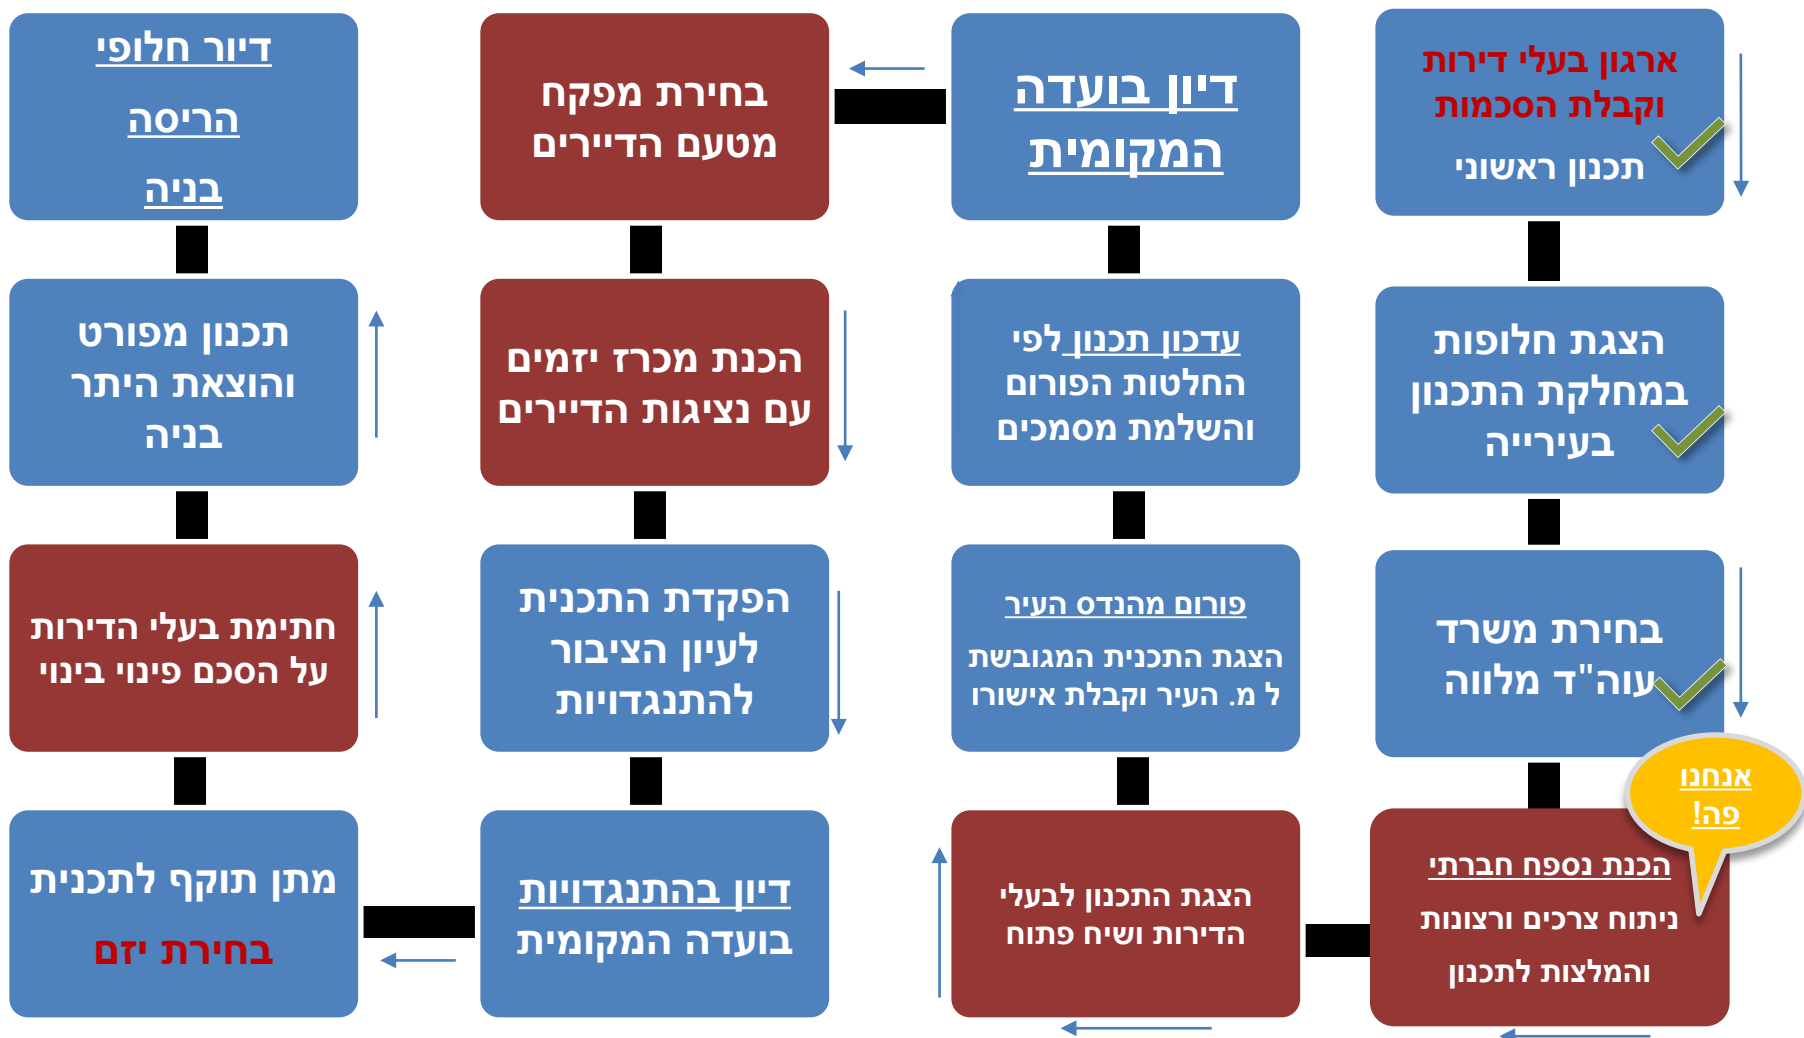 ארגון בעלי דירות
וקבלת הסכמות
תכנון ראשוני
הצגת חלופות
במחלקת התכנון
בעירייה
בחירת משרד
עוה"ד מלווה
אנחנו
פה!
הכנת נספח חברתי
ניתוח צרכים ורצונות
והמלצות לתכנון
הצגת התכנון לבעלי
הדירות ושיח פתוח
פורום מהנדס העיר
הצגת התכנית המגובשת
ל מ. העיר וקבלת אישורו
עדכון תכנון לפי
החלטות הפורום
והשלמת מסמכים
דיון בועדה
המקומית
בחירת מפקח
מטעם הדיירים
הכנת מכרז יזמים
עם נציגות הדיירים
הפקדת התכנית
לעיון הציבור
להתנגדויות
דיון בהתנגדויות
בועדה המקומית
מתן תוקף לתכנית
בחירת יזם
חתימת בעלי הדירות
על הסכם פינוי בינוי
תכנון מפורט
והוצאת היתר
בניה
דיור חלופי
הריסה
בניה